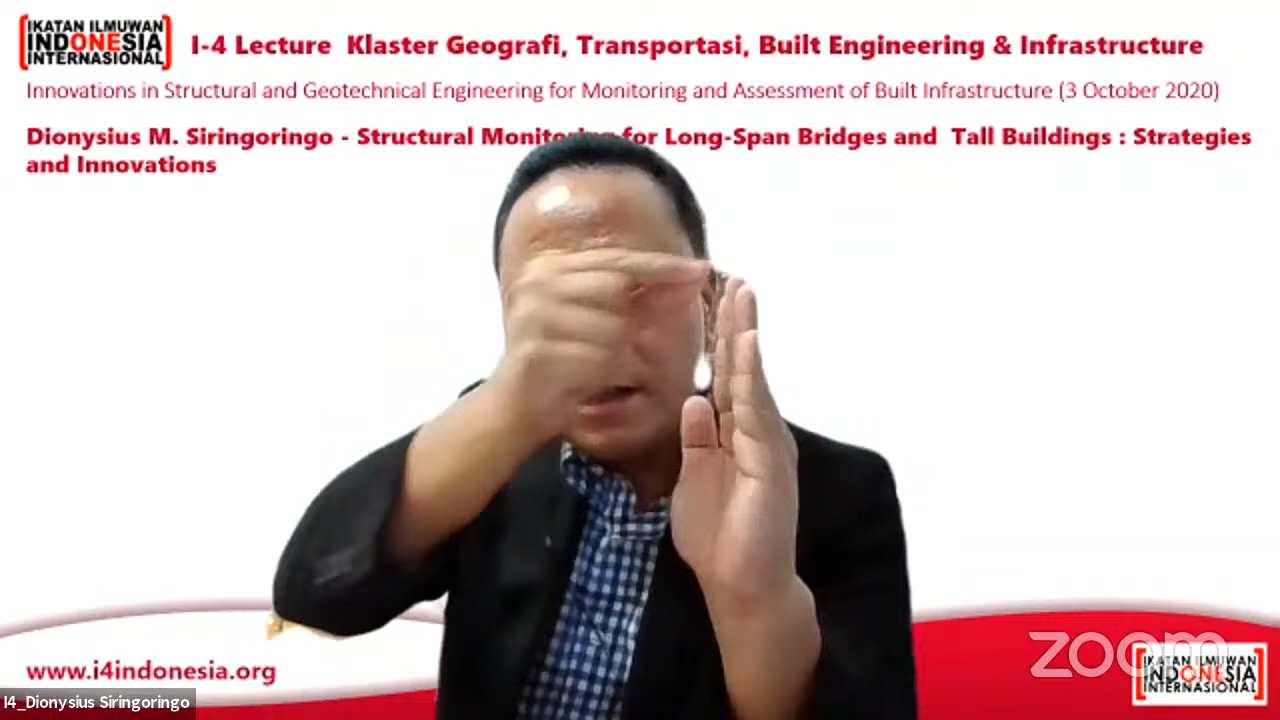 IKATAN ILMUWAN
INDONESIA
INTERNASIONAL
I-4 Lecture Klaster Geografi, Transportasi, Built Engineering & Infrastructure
Innovations in Structural and Geotechnical Engineering for Monitoring and Assessment of Built Infrastructure (3 October 2020)
Dionysius M. Siringoringo - Structural Monitoring for Long-Span Bridges and Tall Buildings : Strategies
and Innovations
www.i4indonesia.org
zoom
IKATAN ILMUWAN
INDONESIA
INTERNASIONAL
I4_Dionysius Siringoringo